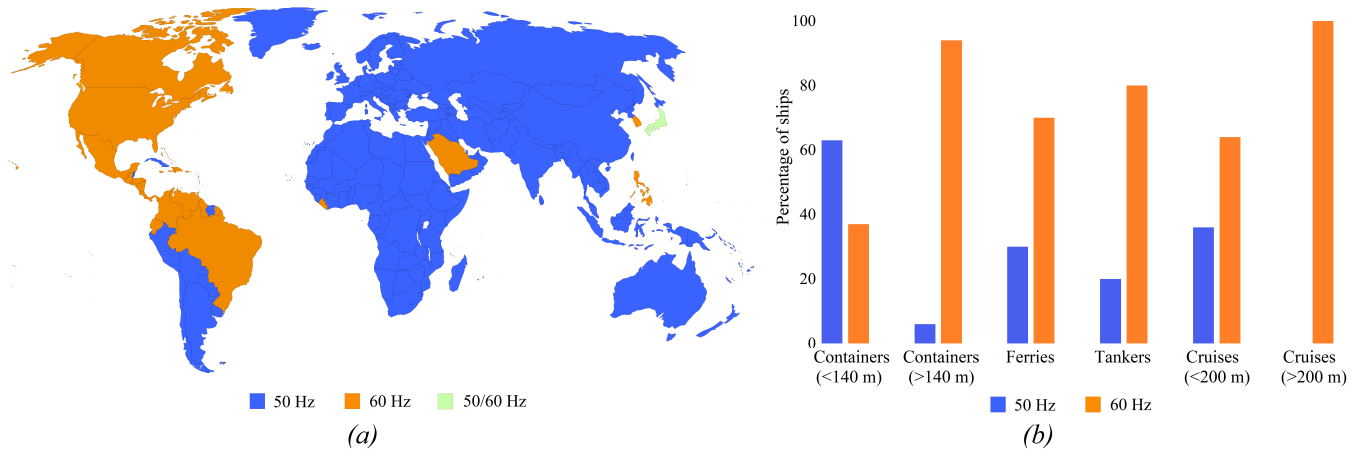 50 Hz 60 Hz 50/60 Hz
(a)
Percentage of ships
100
80
60
40
20
0
Containers (<140 m)
Containers (>140 m)
Ferries
Tankers
Cruises (<200 m)
Cruises (>200 m)
50 Hz 60 Hz
(b)